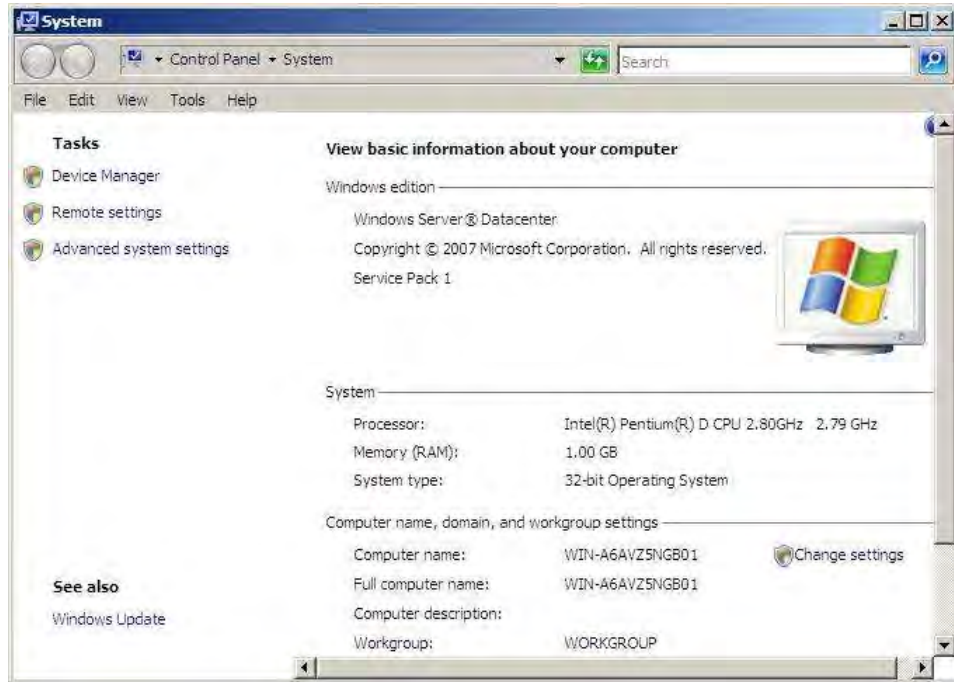 System
Control Panel System
Search
File Edit View Tools Help
Tasks
Device Manager
Remote settings
Advanced system settings
See also
Windows Update
View basic information about your computer
Windows edition
Windows Server® Datacenter
Copyright © 2007 Microsoft Corporation. All rights reserved.
Service Pack 1
System
Processor: Intel(R) Pentium(R) D CPU 2.80GHz 2.79 GHz
Memory (RAM): 1.00 GB
System type: 32-bit Operating System
Computer name, domain, and workgroup settings
Computer name: WIN-A6AVZ5NGB01 Change settings
Full computer name: WIN-A6AVZ5NGB01
Computer description:
Workgroup: WORKGROUP